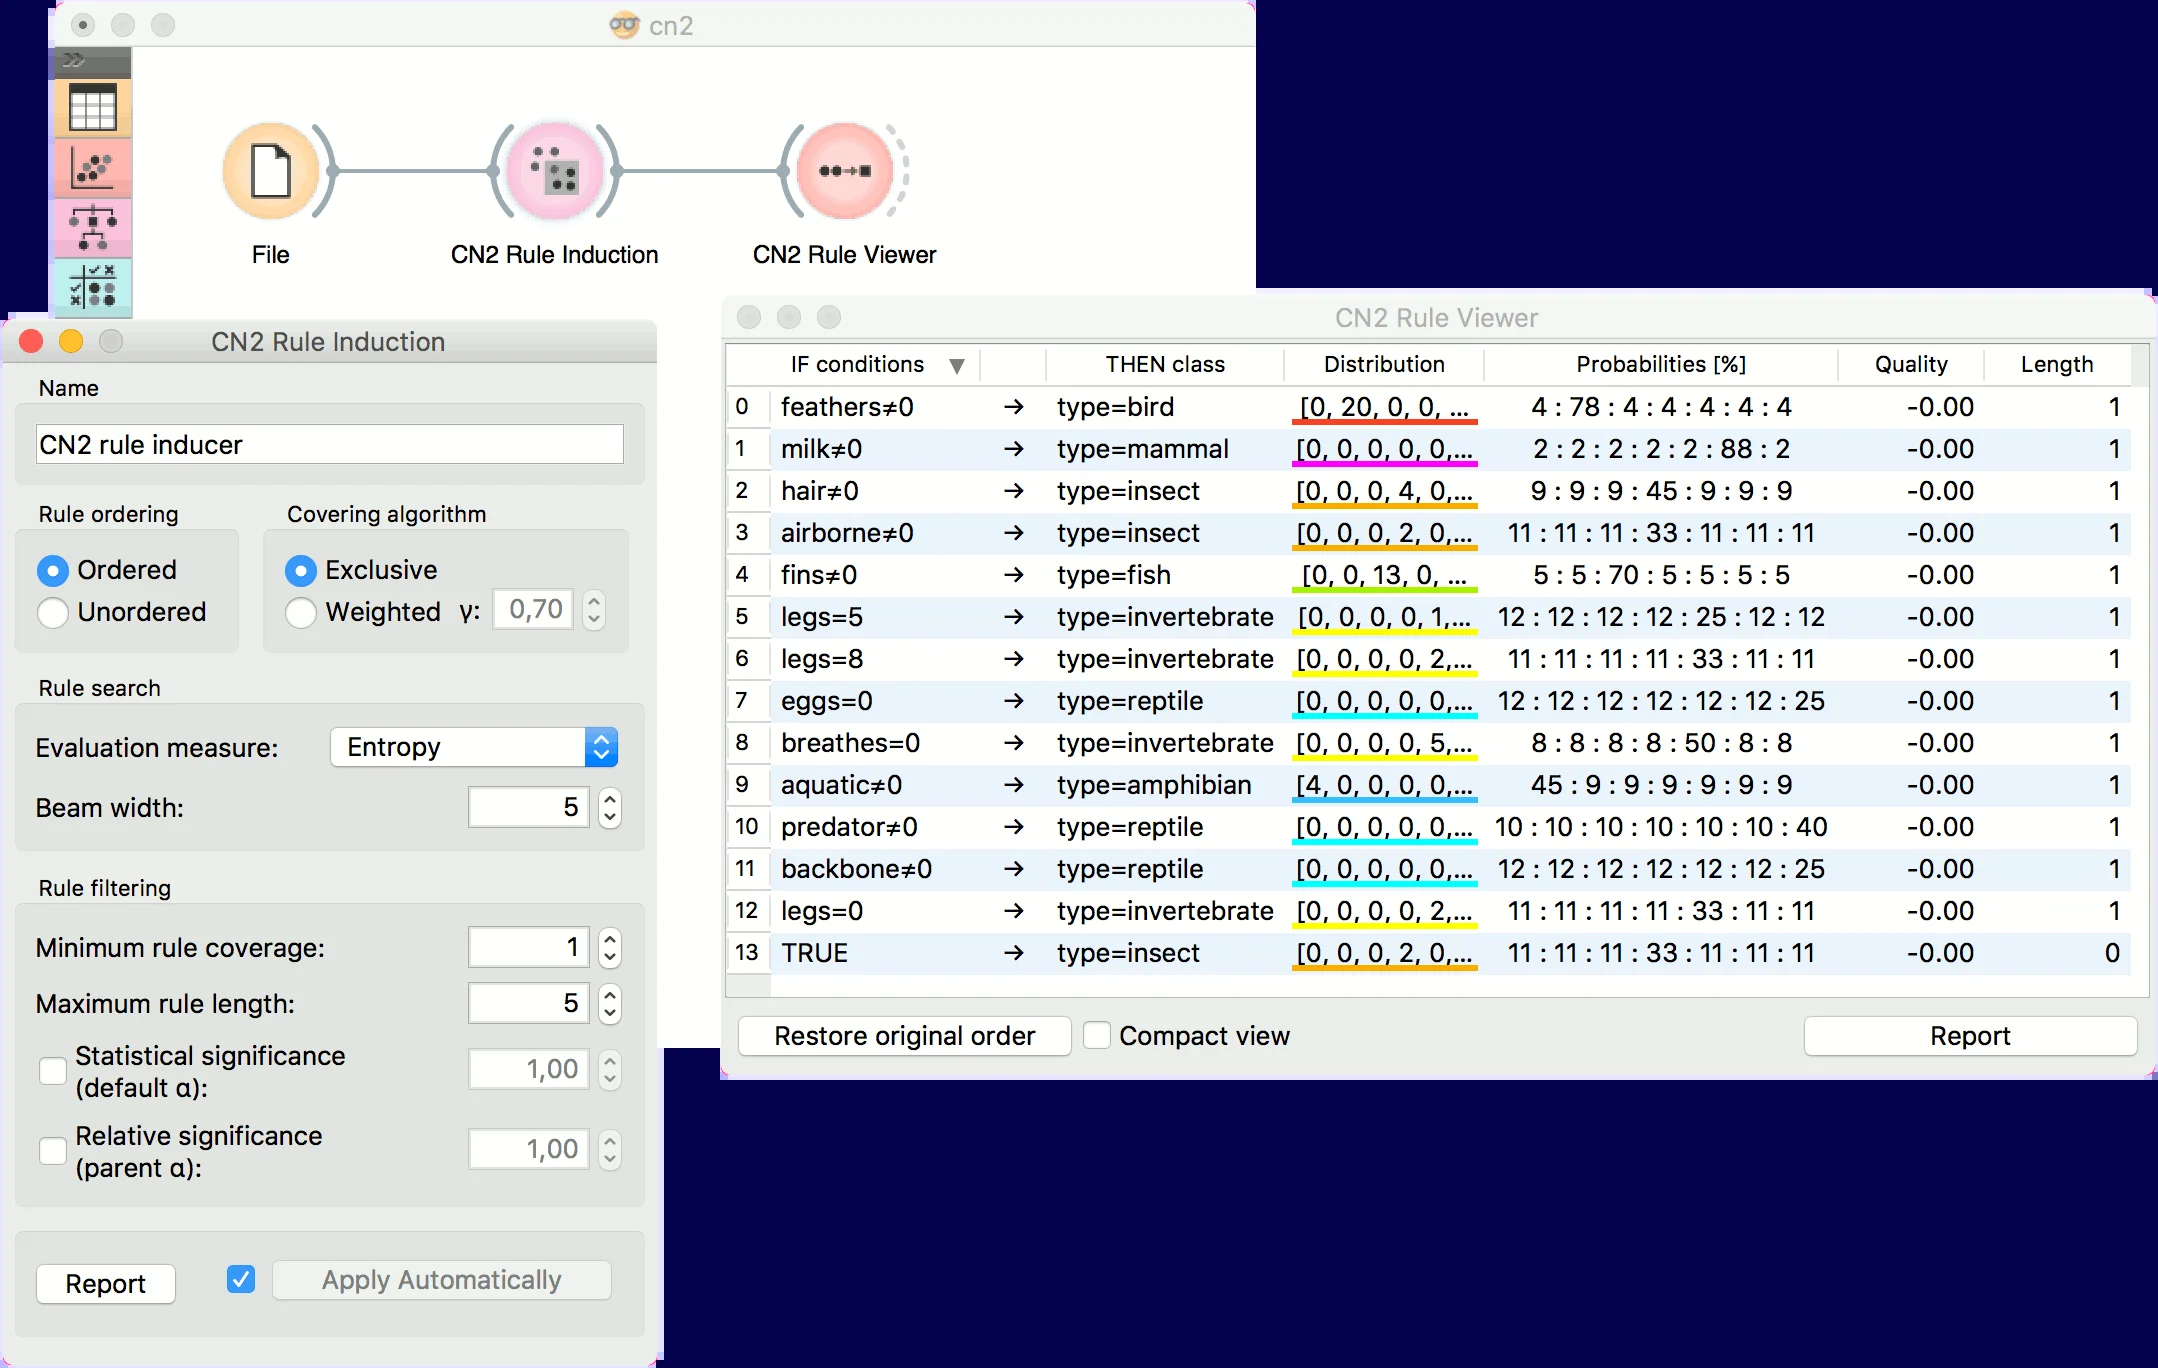 cn2
File
CN2 Rule Induction
CN2 Rule Viewer
CN2 Rule Induction
Name
CN2 rule inducer
Rule ordering
Covering algorithm
Ordered
Exclusive
Unordered
Weighted γ: 0,70
Rule search
Evaluation measure: Entropy
Beam width: 5
Rule filtering
Minimum rule coverage: 1
Maximum rule length: 5
Statistical significance
(default α): 1,00
Relative significance
(parent α): 1,00
Report
Apply Automatically
CN2 Rule Viewer
IF conditions THEN class Distribution Probabilities [%] Quality Length
0 feathers≠0 → type=bird [0, 20, 0, 0, ... 4 : 78 : 4 : 4 : 4 : 4 : 4 -0.00 1
1 milk≠0 → type=mammal [0, 0, 0, 0, 0,... 2 : 2 : 2 : 2 : 2 : 88 : 2 -0.00 1
2 hair≠0 → type=insect [0, 0, 0, 4, 0,... 9 : 9 : 9 : 45 : 9 : 9 : 9 -0.00 1
3 airborne≠0 → type=insect [0, 0, 0, 2, 0,... 11 : 11 : 11 : 33 : 11 : 11 : 11 -0.00 1
4 fins≠0 → type=fish [0, 0, 13, 0, ... 5 : 5 : 70 : 5 : 5 : 5 : 5 -0.00 1
5 legs=5 → type=invertebrate [0, 0, 0, 0, 1,... 12 : 12 : 12 : 12 : 25 : 12 : 12 -0.00 1
6 legs=8 → type=invertebrate [0, 0, 0, 0, 2,... 11 : 11 : 11 : 11 : 33 : 11 : 11 -0.00 1
7 eggs=0 → type=reptile [0, 0, 0, 0, 0,... 12 : 12 : 12 : 12 : 12 : 12 : 25 -0.00 1
8 breathes=0 → type=invertebrate [0, 0, 0, 0, 5,... 8 : 8 : 8 : 8 : 50 : 8 : 8 -0.00 1
9 aquatic≠0 → type=amphibian [4, 0, 0, 0, 0,... 45 : 9 : 9 : 9 : 9 : 9 : 9 -0.00 1
10 predator≠0 → type=reptile [0, 0, 0, 0, 0,... 10 : 10 : 10 : 10 : 10 : 10 : 40 -0.00 1
11 backbone≠0 → type=reptile [0, 0, 0, 0, 0,... 12 : 12 : 12 : 12 : 12 : 12 : 25 -0.00 1
12 legs=0 → type=invertebrate [0, 0, 0, 0, 2,... 11 : 11 : 11 : 11 : 33 : 11 : 11 -0.00 1
13 TRUE → type=insect [0, 0, 0, 2, 0,... 11 : 11 : 11 : 33 : 11 : 11 : 11 -0.00 0
Restore original order
Compact view
Report